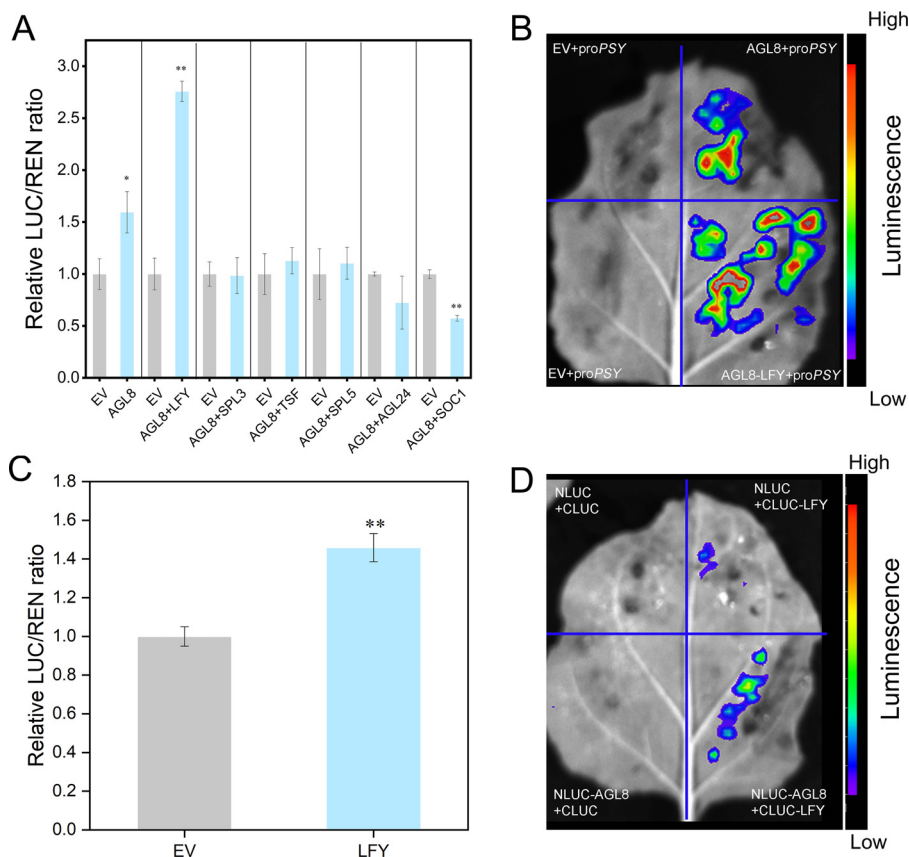 A
Relative LUC/REN ratio
3.0
2.5
2.0
1.5
1.0
0.5
0.0
*
**
**
EV
AGL8
EV
AGL8+LFY
EV
AGL8+SPL3
EV
AGL8+TSF
EV
AGL8+SPL5
EV
AGL8+AGL24
EV
AGL8+SOC1
B
EV+proPSY
AGL8+proPSY
EV+proPSY
AGL8-LFY+proPSY
High
Luminescence
Low
C
Relative LUC/REN ratio
1.8
1.6
1.4
1.2
1.0
0.8
0.6
0.4
0.2
0.0
**
EV
LFY
D
NLUC
+CLUC
NLUC
+CLUC-LFY
NLUC-AGL8
+CLUC
NLUC-AGL8
+CLUC-LFY
High
Luminescence
Low